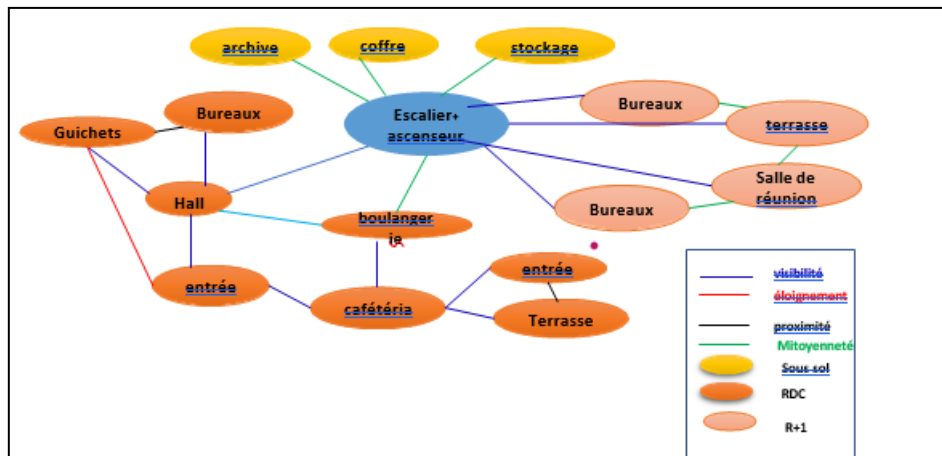 archive
coffre
stockage
Bureaux
Escalier+
ascenseur
Bureaux
terrasse
Guichets
Salle de
réunion
Hall
Bureaux
boulanger
ie
entrée
entrée
cafétéria
Terrasse
visibilité
éloignement
proximité
Mitoyenneté
Sous sol
RDC
R+1